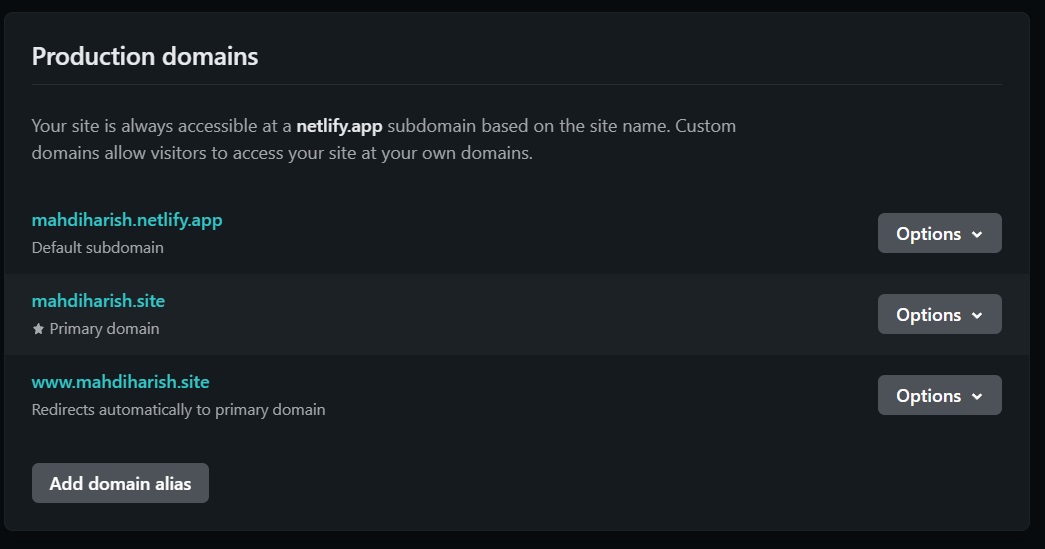 Production domains
Your site is always accessible at a netlify.app subdomain based on the site name. Custom
domains allow visitors to access your site at your own domains.
mahdiharish.netlify.app
Default subdomain
Options
mahdiharish.site
Primary domain
Options
www.mahdiharish.site
Redirects automatically to primary domain
Options
Add domain alias